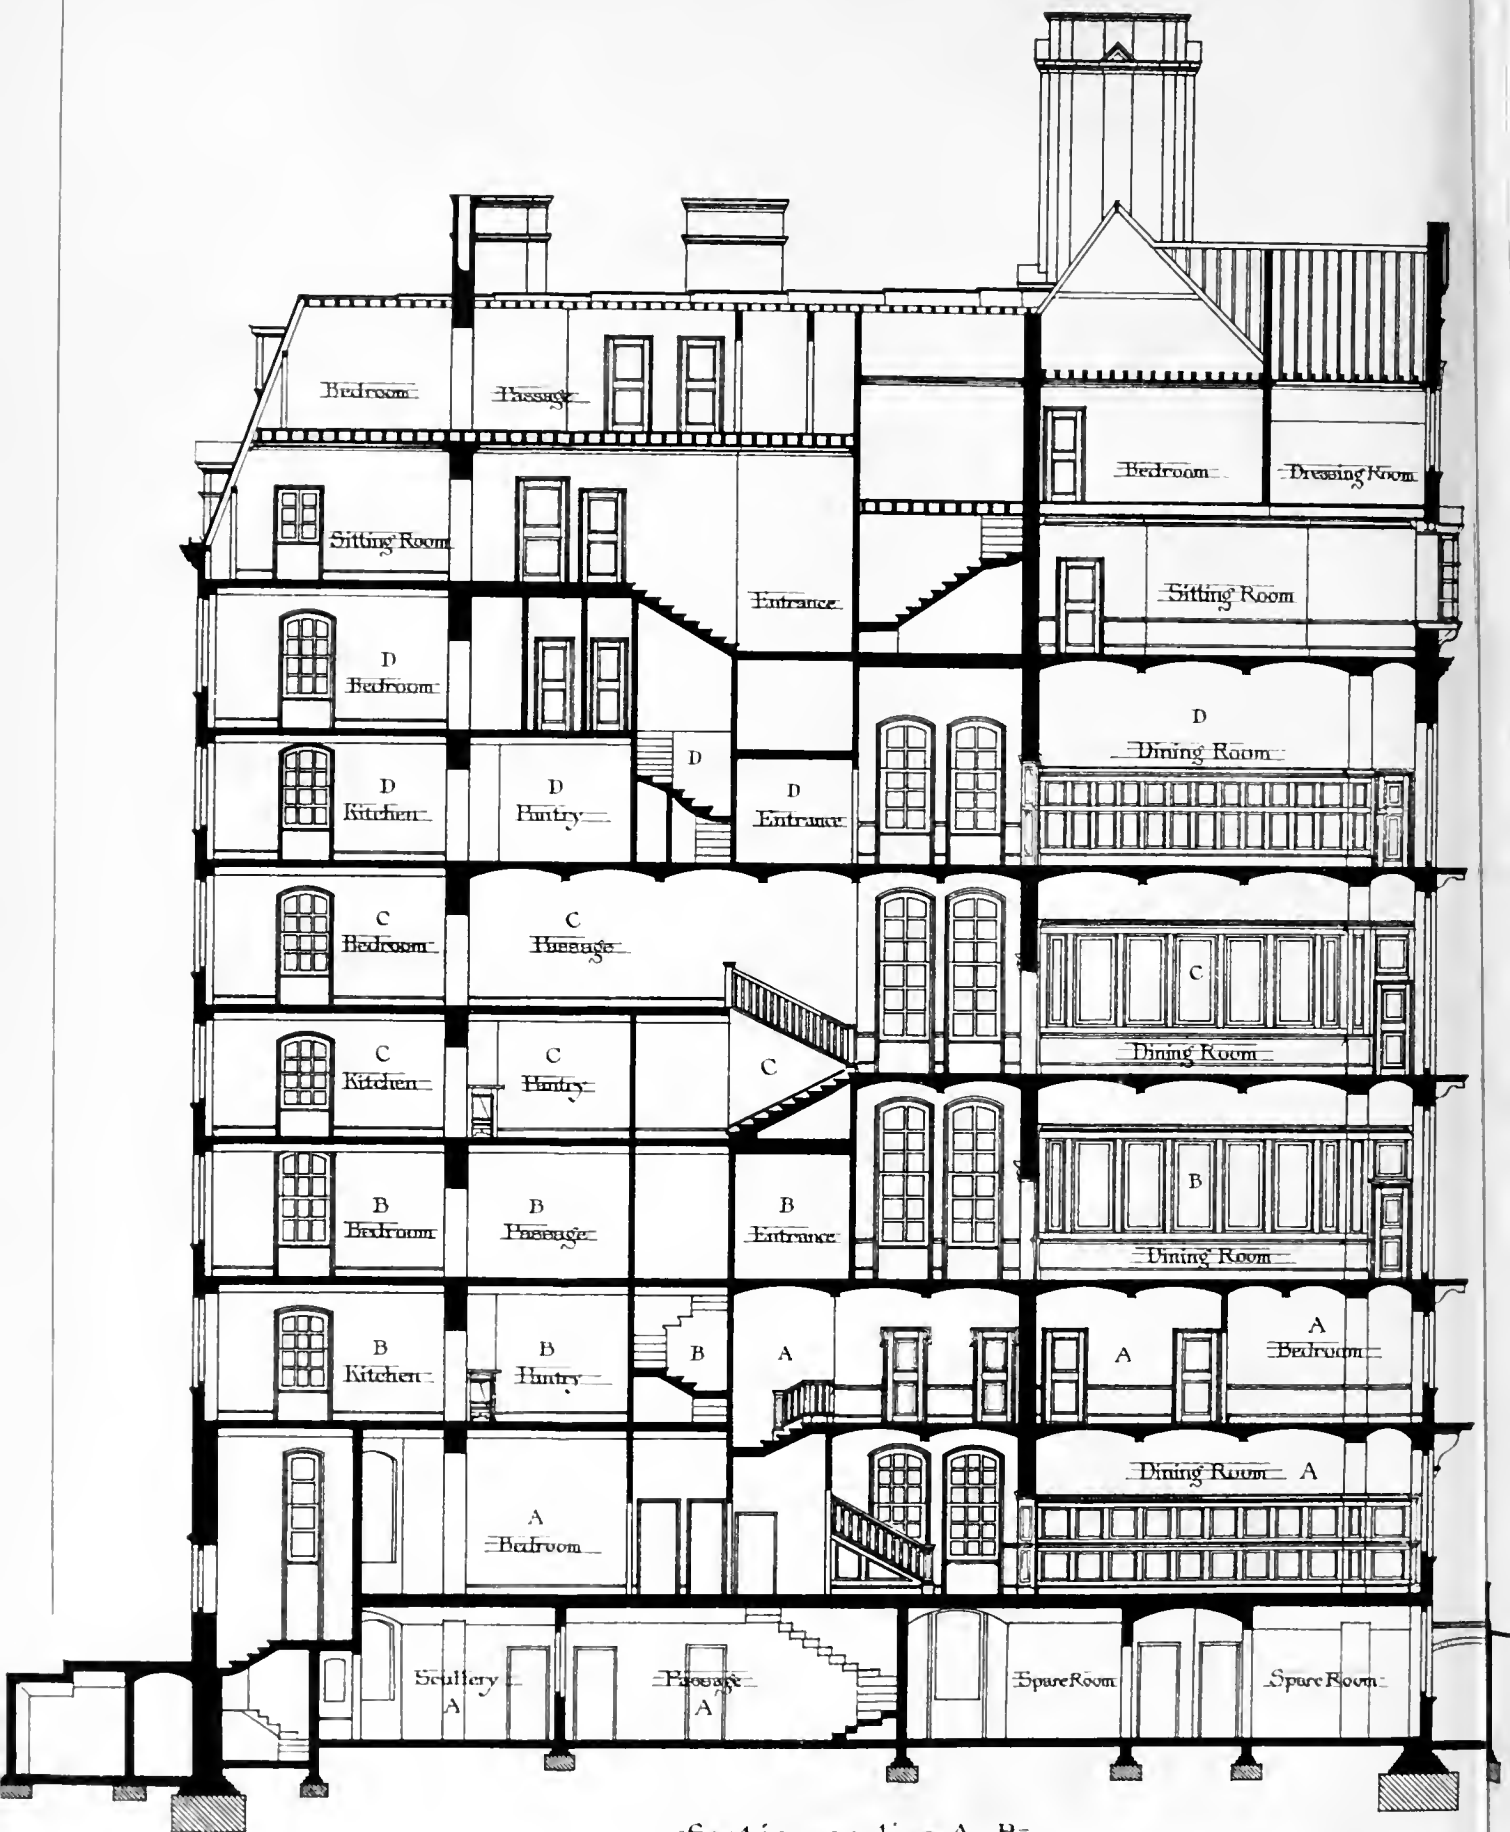 Bedroom
Passage
Bedroom
Dressing Room
Sitting Room
Entrance
Sitting Room
D
Bedroom
D
Dining Room
D
Kitchen
D
Pantry
D
D
Entrance
C
Bedroom
C
Passage
C
Dining Room
C
Kitchen
C
Pantry
C
B
Bedroom
B
Passage
B
Entrance
B
Dining Room
B
Kitchen
B
Pantry
B
A
A
A
Bedroom
A
Bedroom
Dining Room A
Scullery
A
Passage
A
Spare Room
Spare Room